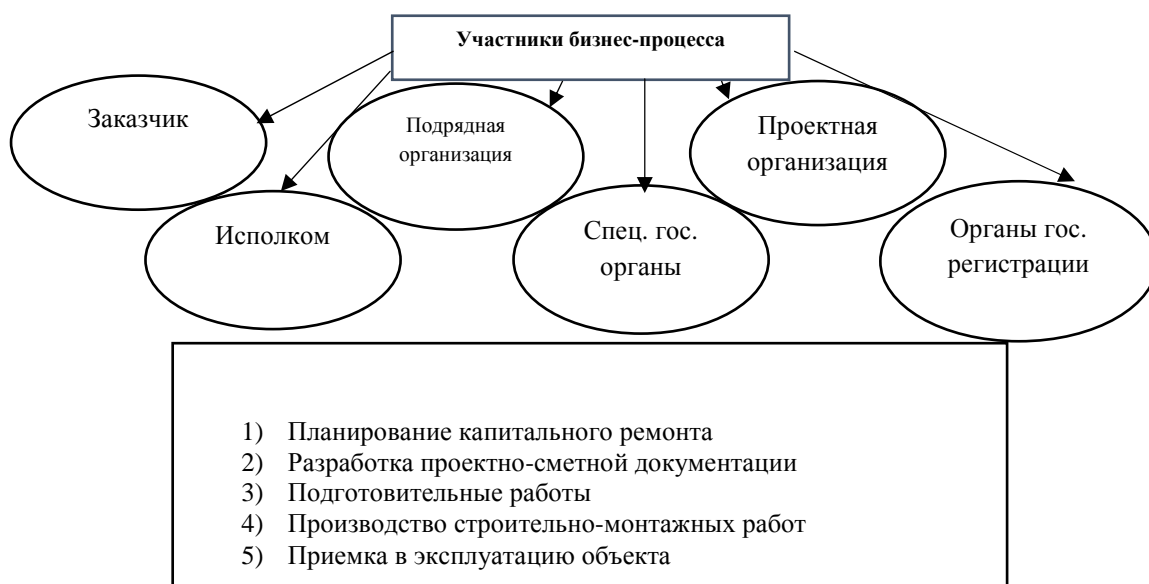 Участники бизнес-процесса
Заказчик
Подрядная
организация
Проектная
организация
Исполком
Спец. гос.
органы
Органы гос.
регистрации
1) Планирование капитального ремонта
2) Разработка проектно-сметной документации
3) Подготовительные работы
4) Производство строительно-монтажных работ
5) Приемка в эксплуатацию объекта